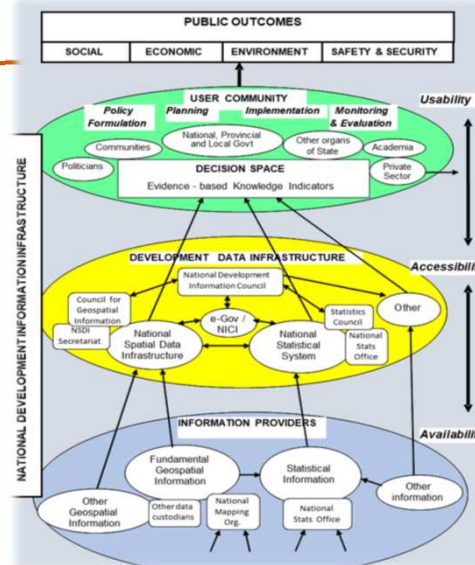 PUBLIC OUTCOMES
SOCIAL
ECONOMIC
ENVIRONMENT
SAFETY & SECURITY
USER COMMUNITY
Usability
Policy
Formulation
Planning
Implementation
Monitoring
& Evaluation
Communities
National, Provincial
and Local Govt
Other organs
of State
Academia
Politicians
DECISION SPACE
Evidence - based Knowledge Indicators
Private
Sector
NATIONAL DEVELOPMENT INFORMATION INFRASTRUCTURE
DEVELOPMENT DATA INFRASTRUCTURE
Accessibili
National Development
Information Council
Council for
Geospatial
Information
NSDI
Secretariat
e-Gov /
NICI
Statistics
Council
Other
National
Spatial Data
Infrastructure
National
Statistical
System
National
Stats
Office
INFORMATION PROVIDERS
Availabilit
Fundamental
Geospatial
Information
Statistical
Information
Other
Geospatial
Information
Other data
custodians
National
Mapping
Org.
National
Stats Office
Other
information